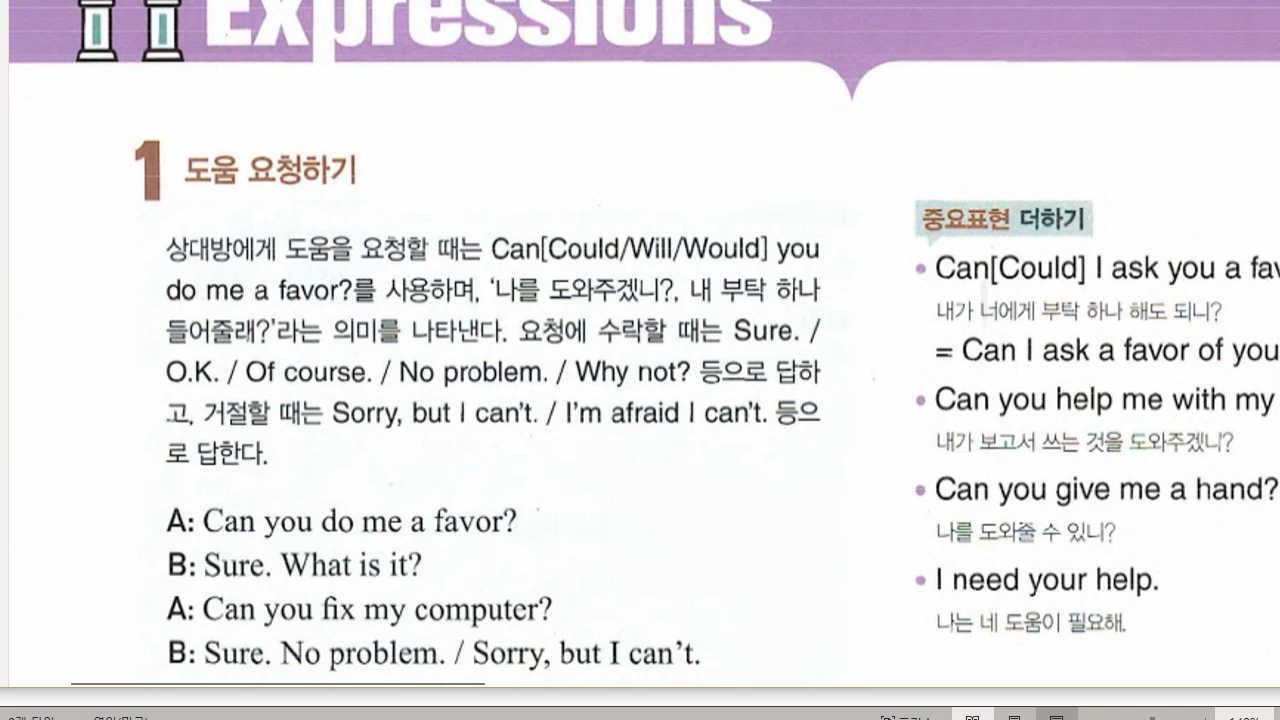 Expressions
1 도움 요청하기
상대방에게 도움을 요청할 때는 Can[Could/Will/Would] you
do me a favor?를 사용하며, ‘나를 도와주겠니?, 내 부탁 하나
들어줄래?’라는 의미를 나타낸다. 요청에 수락할 때는 Sure. /
O.K. / Of course. / No problem. / Why not? 등으로 답하
고, 거절할 때는 Sorry, but I can’t. / I’m afraid I can’t. 등으
로 답한다.
A: Can you do me a favor?
B: Sure. What is it?
A: Can you fix my computer?
B: Sure. No problem. / Sorry, but I can’t.
중요표현 더하기
• Can[Could] I ask you a
내가 너에게 부탁 하나 해도 되니?
= Can I ask a favor of you
• Can you help me with my
내가 보고서 쓰는 것을 도와주겠니?
• Can you give me a hand?
나를 도와줄 수 있니?
• I need your help.
나는 네 도움이 필요해.